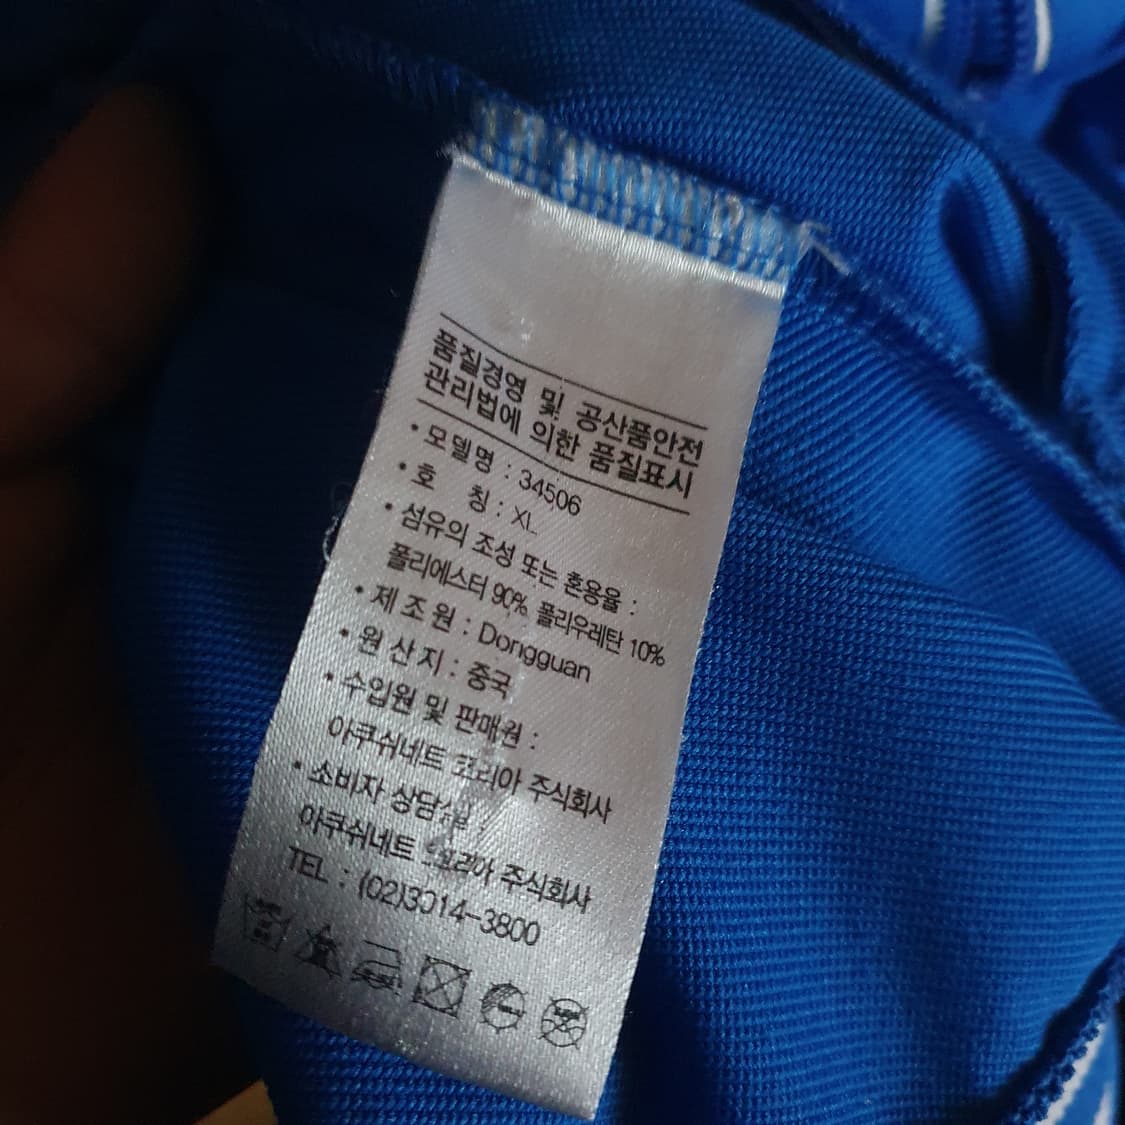 품질경영 및 공산품안전
관리법에 의한 품질표시
• 모델명 : 34506
• 호 칭 : XL
• 섬유의 조성 또는 혼용율 :
폴리에스터 90% 폴리우레탄 10%
• 제조원 : Dongguan
• 원산지 : 중국
• 수입원 및 판매원 :
아쿠쉬네트 코리아 주식회사
• 소비자 상담실 :
아쿠쉬네트 코리아 주식회사
TEL : (02)3014-3800